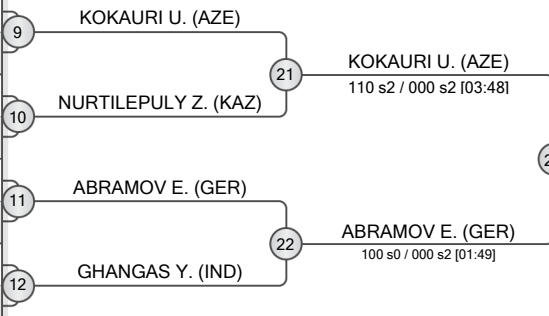 9
KOKAURI U. (AZE)
21
KOKAURI U. (AZE)
110 s2 / 000 s2 [03:48]
10
NURTILEPULY Z. (KAZ)
11
ABRAMOV E. (GER)
22
ABRAMOV E. (GER)
100 s0 / 000 s2 [01:49]
12
GHANGAS Y. (IND)